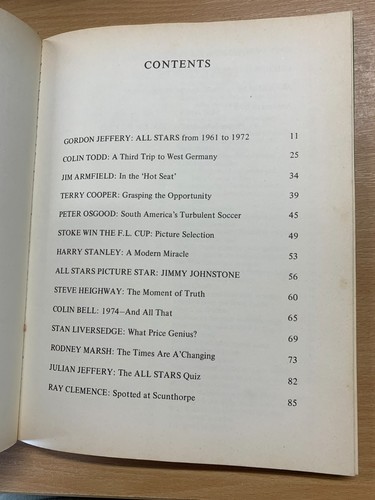 CONTENTS
GORDON JEFFERY: ALL STARS from 1961 to 1972 11
COLIN TODD: A Third Trip to West Germany 25
JIM ARMFIELD: In the 'Hot Seat' 34
TERRY COOPER: Grasping the Opportunity 39
PETER OSGOOD: South America's Turbulent Soccer 45
STOKE WIN THE F.L. CUP: Picture Selection 49
HARRY STANLEY: A Modern Miracle 53
ALL STARS PICTURE STAR: JIMMY JOHNSTONE 56
STEVE HEIGHWAY: The Moment of Truth 60
COLIN BELL: 1974—And All That 65
STAN LIVERSEDGE: What Price Genius? 69
RODNEY MARSH: The Times Are A'Changing 73
JULIAN JEFFERY: The ALL STARS Quiz 82
RAY CLEMENCE: Spotted at Scunthorpe 85